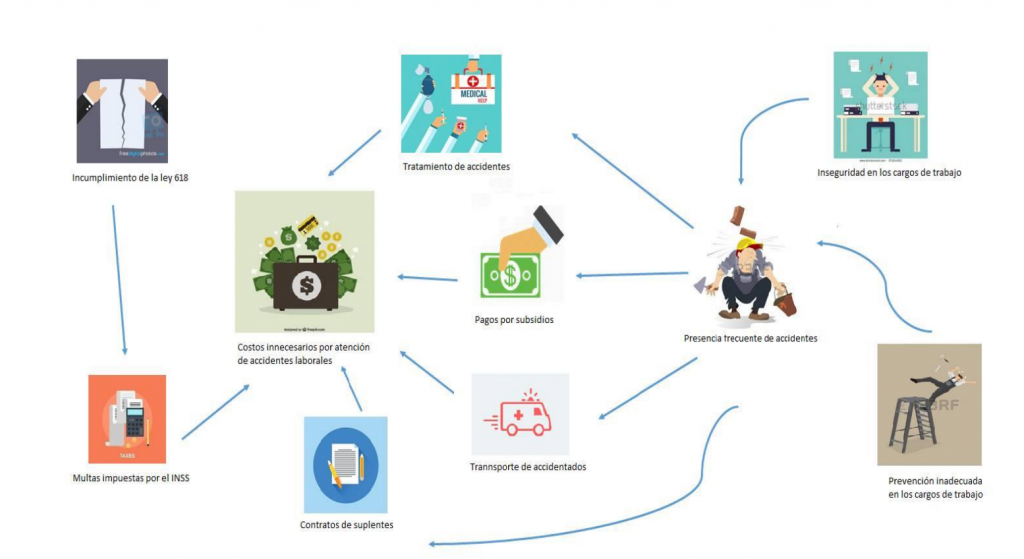 MEDICAL
HELP
Tratamiento de accidentes
shutterstock
Inseguridad en los cargos de trabajo
Incumplimiento de la ley 618
Pagos por subsidios
Costos innecesarios por atención
de accidentes laborales
Presencia frecuente de accidentes
TAXES
Multas impuestas por el INSS
Trannsporte de accidentados
Contratos de suplentes
Prevención inadecuada
en los cargos de trabajo